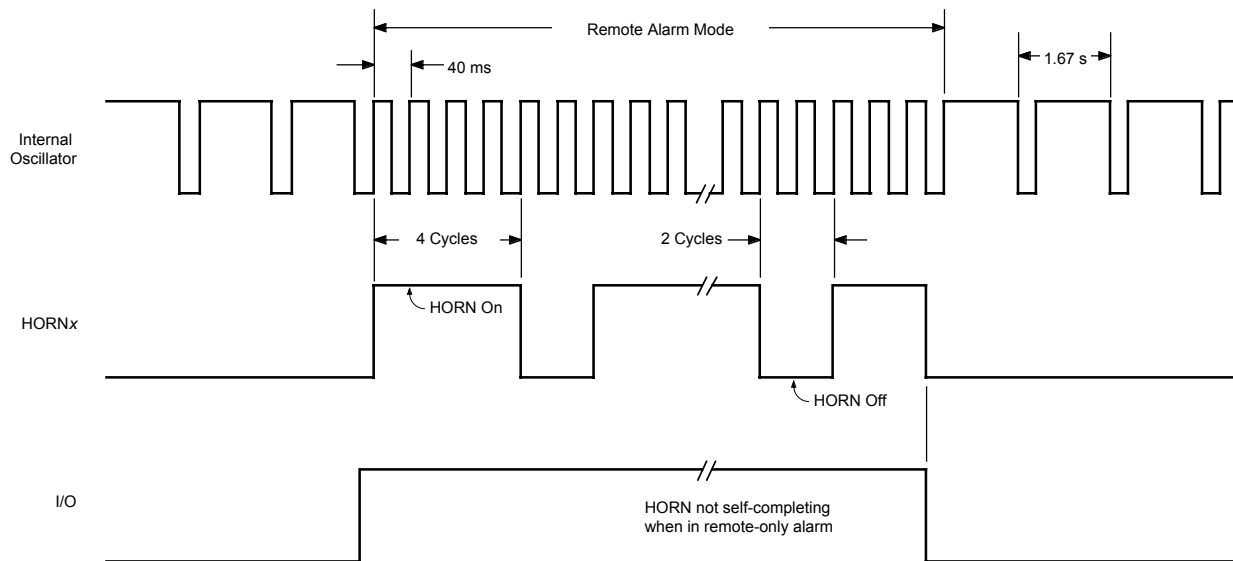 Remote Alarm Mode
40 ms
1.67 s
Internal
Oscillator
4 Cycles
2 Cycles
HORN On
HORNx
HORN Off
I/O
HORN not self-completing
when in remote-only alarm